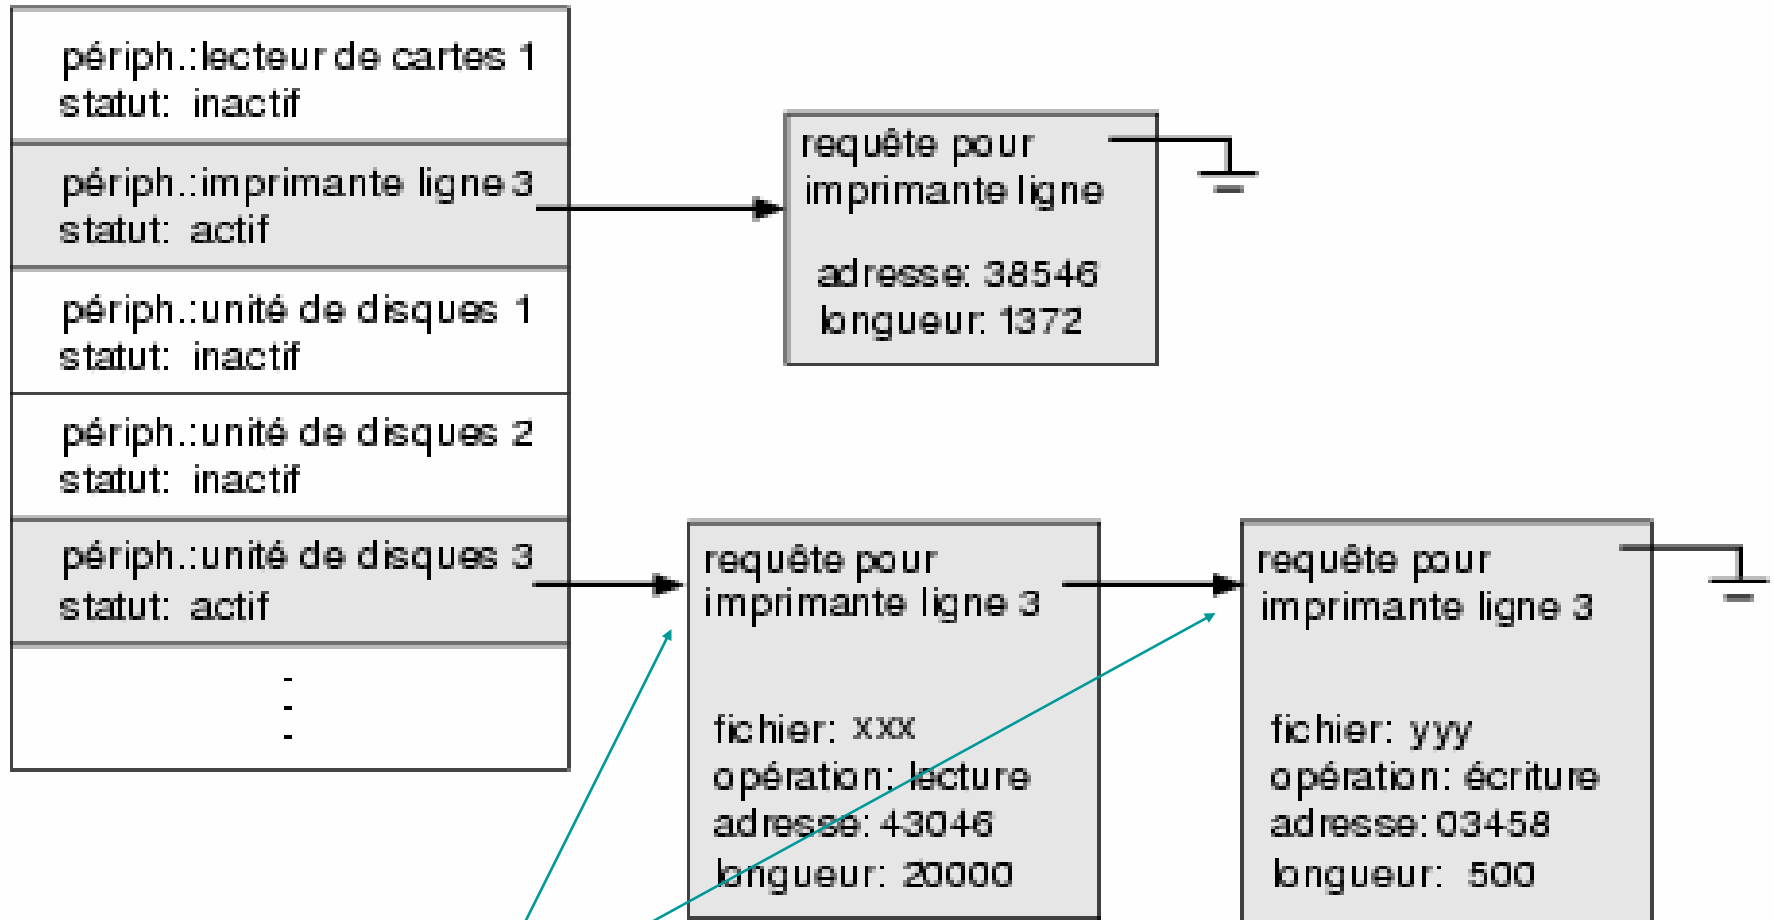 périph.:lecteur de cartes 1
statut: inactif
périph.:imprimante ligne 3
statut: actif
périph.:unité de disques 1
statut: inactif
périph.:unité de disques 2
statut: inactif
périph.:unité de disques 3
statut: actif
requête pour
imprimante ligne
adresse: 38546
longueur: 1372
requête pour
imprimante ligne 3
fichier: xxx
opération: lecture
adresse: 43046
longueur: 20000
requête pour
imprimante ligne 3
fichier: yyy
opération: écriture
adresse: 03458
longueur: 500